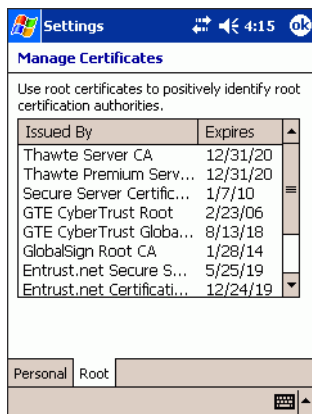 Settings 4:15 ok
Manage Certificates
Use root certificates to positively identify root
certification authorities.
Issued By Expires
Thawte Server CA 12/31/20
Thawte Premium Serv... 12/31/20
Secure Server Certific... 1/7/10
GTE CyberTrust Root 2/23/06
GTE CyberTrust Globa... 8/13/18
GlobalSign Root CA 1/28/14
Entrust.net Secure S... 5/25/19
Entrust.net Certificati... 12/24/19
Personal Root